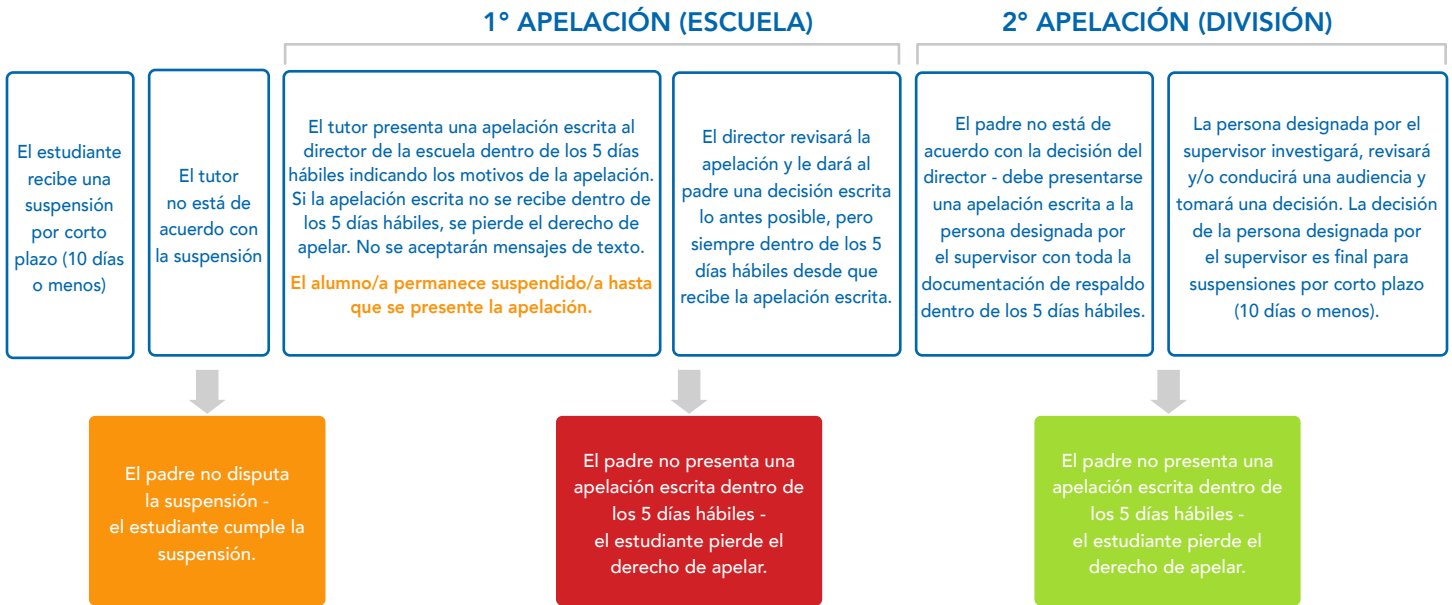 1° APELACIÓN (ESCUELA)
2° APELACIÓN (DIVISIÓN)
El estudiante
recibe una
suspensión
por corto
plazo (10 días
o menos)
El tutor
no está de
acuerdo con
la suspensión
El tutor presenta una apelación escrita al
director de la escuela dentro de los 5 días
hábiles indicando los motivos de la apelación.
Si la apelación escrita no se recibe dentro de
los 5 días hábiles, se pierde el derecho de
apelar. No se aceptarán mensajes de texto.
El alumno/a permanece suspendido/a hasta
que se presente la apelación.
El director revisará la
apelación y le dará al
padre una decisión escrita
lo antes posible, pero
siempre dentro de los 5
días hábiles desde que
recibe la apelación escrita.
El padre no está de
acuerdo con la decisión del
director - debe presentarse
una apelación escrita a la
persona designada por
el supervisor con toda la
documentación de respaldo
dentro de los 5 días hábiles.
La persona designada por el
supervisor investigará, revisará
y/o conducirá una audiencia y
tomará una decisión. La decisión
de la persona designada por
el supervisor es final para
suspensiones por corto plazo
(10 días o menos).
El padre no disputa
la suspensión -
el estudiante cumple la
suspensión.
El padre no presenta una
apelación escrita dentro de
los 5 días hábiles -
el estudiante pierde el
derecho de apelar.
El padre no presenta una
apelación escrita dentro de
los 5 días hábiles -
el estudiante pierde el
derecho de apelar.